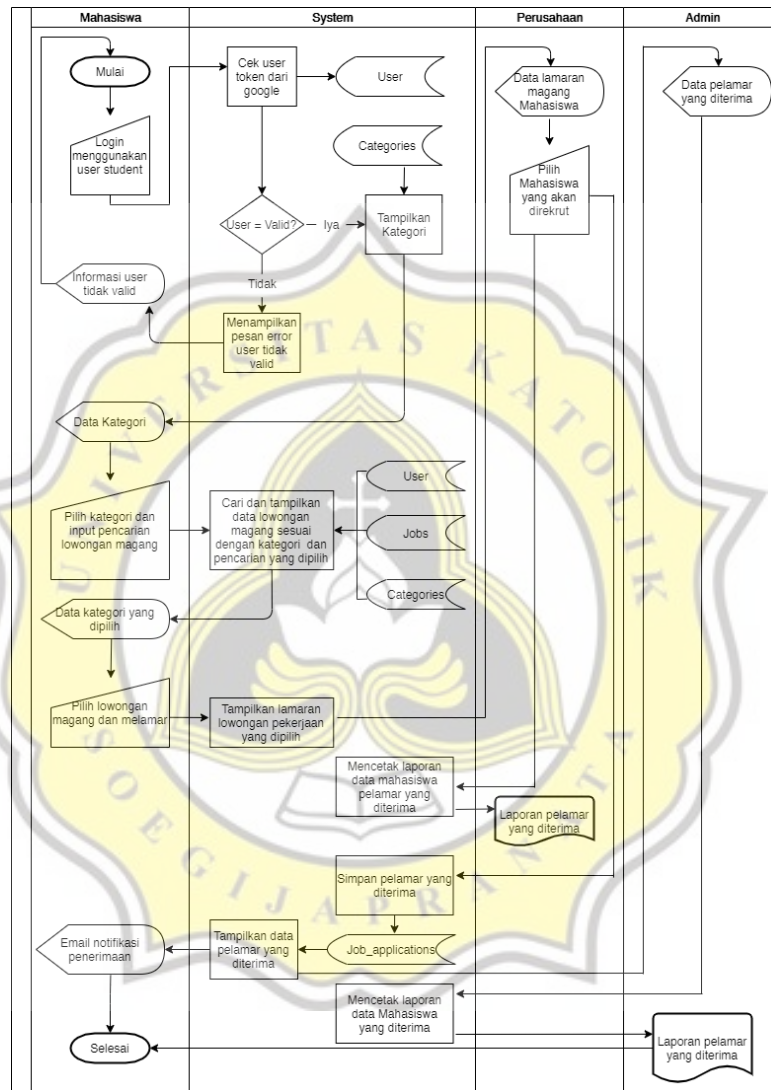 Mahasiswa
System
Perusahaan
Admin
Mulai
Cek user
token dari
google
User
Data lamaran
magang
Mahasiswa
Data pelamar
yang diterima
Login
menggunakan
user student
Categories
Pilih
Mahasiswa
yang akan
direkrut
User = Valid?
Iya
Tampilkan
Kategori
Tidak
Informasi user
tidak valid
Menampilkan
pesan error
user tidak
valid
Data Kategori
Pilih kategori dan
input pencarian
lowongan magang
Cari dan tampilkan
data lowongan
magang sesuai
dengan kategori dan
pencarian yang dipilih
User
Jobs
Categories
Data kategori yang
dipilih
Pilih lowongan
magang dan melamar
Tampilkan lamaran
lowongan pekerjaan
yang dipilih
Mencetak laporan
data mahasiswa
pelamar yang
diterima
Laporan pelamar
yang diterima
Simpan pelamar yang
diterima
Job_applications
Tampilkan data
pelamar yang
diterima
Email notifikasi
penerimaan
Mencetak laporan
data Mahasiswa
yang diterima
Laporan pelamar
yang diterima
Selesai
UNIVERSITAS KATOLIK
SOEGIJAPRANATA